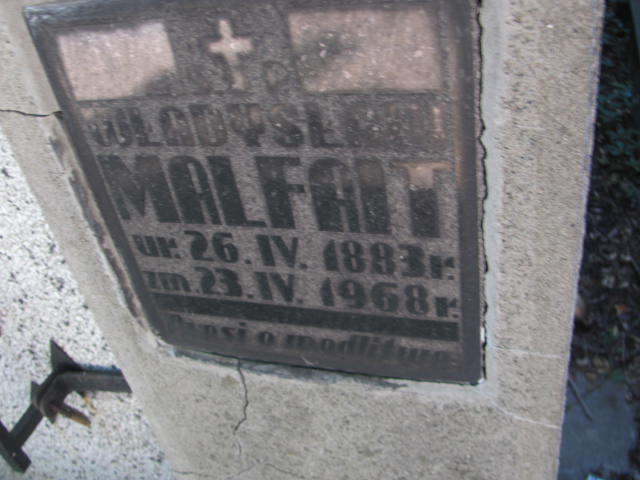 MALFAIT
ur. 26. IV. 1883 r.
zm. 23. IV. 1968 r.
Prosi o modlitwę